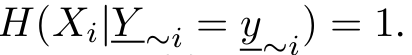 $H(X_i|\underline{Y}_{\sim i} = \underline{y}_{\sim i}) = 1.$